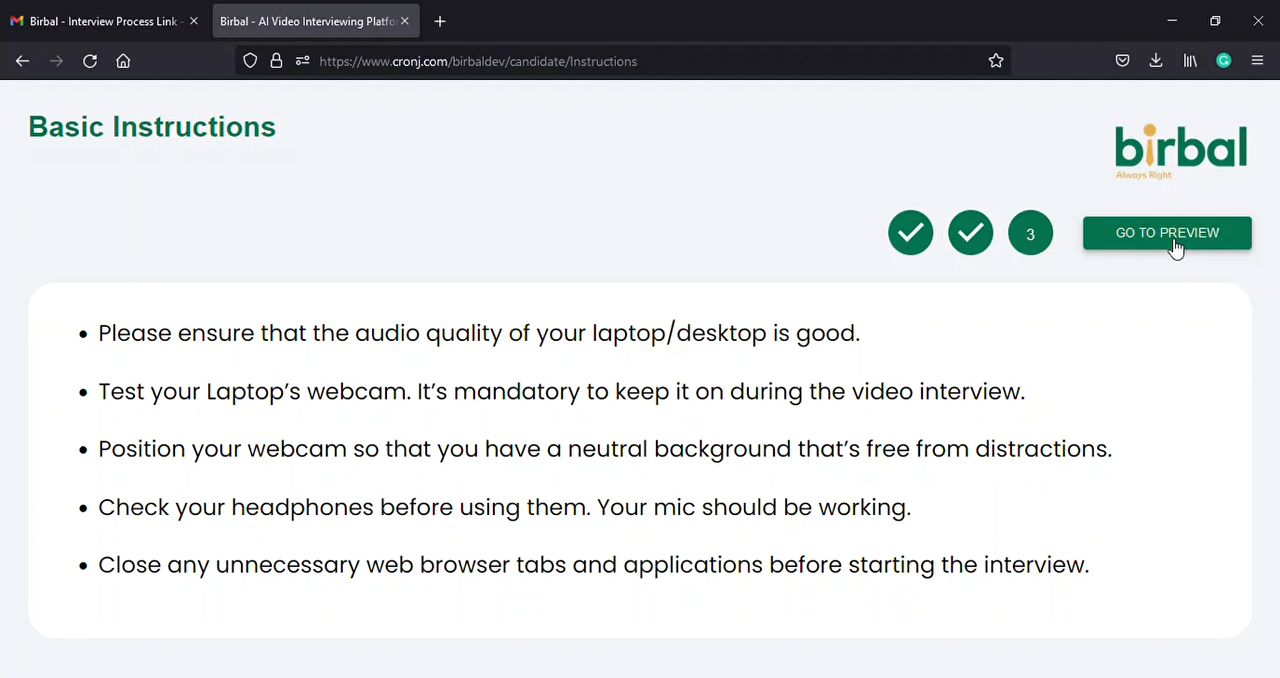 Birbal - Interview Process Link -
Birbal - AI Video Interviewing Platfo
https://www.cronj.com/birbaldev/candidate/Instructions
Basic Instructions
birbal
Always Right
3
GO TO PREVIEW
• Please ensure that the audio quality of your laptop/desktop is good.
• Test your Laptop’s webcam. It’s mandatory to keep it on during the video interview.
• Position your webcam so that you have a neutral background that’s free from distractions.
• Check your headphones before using them. Your mic should be working.
• Close any unnecessary web browser tabs and applications before starting the interview.